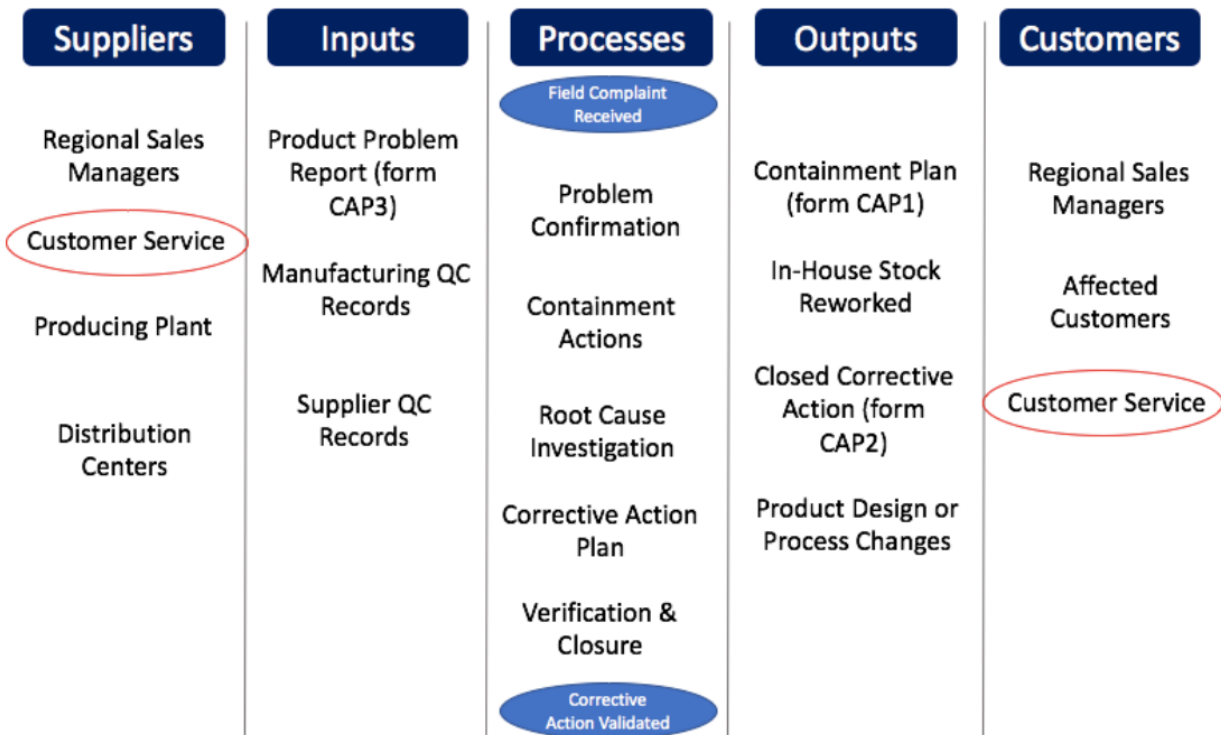 Suppliers
Inputs
Processes
Outputs
Customers
Regional Sales
Managers
Customer Service
Producing Plant
Distribution
Centers
Product Problem
Report (form
CAP3)
Manufacturing QC
Records
Supplier QC
Records
Field Complaint
Received
Problem
Confirmation
Containment
Actions
Root Cause
Investigation
Corrective Action
Plan
Verification &
Closure
Corrective
Action Validated
Containment Plan
(form CAP1)
In-House Stock
Reworked
Closed Corrective
Action (form
CAP2)
Product Design or
Process Changes
Regional Sales
Managers
Affected
Customers
Customer Service